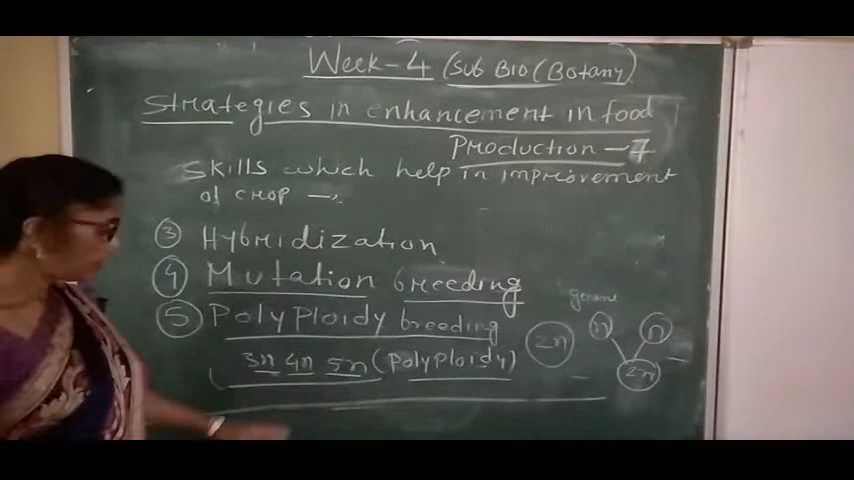 Week-4 (Sub Bio (Botany)
Strategies in enhancement in food
Production - 7
Skills which help in improvement
of crop →
③ Hybridization
④ Mutation breeding
⑤ Polyploidy breeding
3n 4n 5n (Polyploidy)
2n
n n
2n